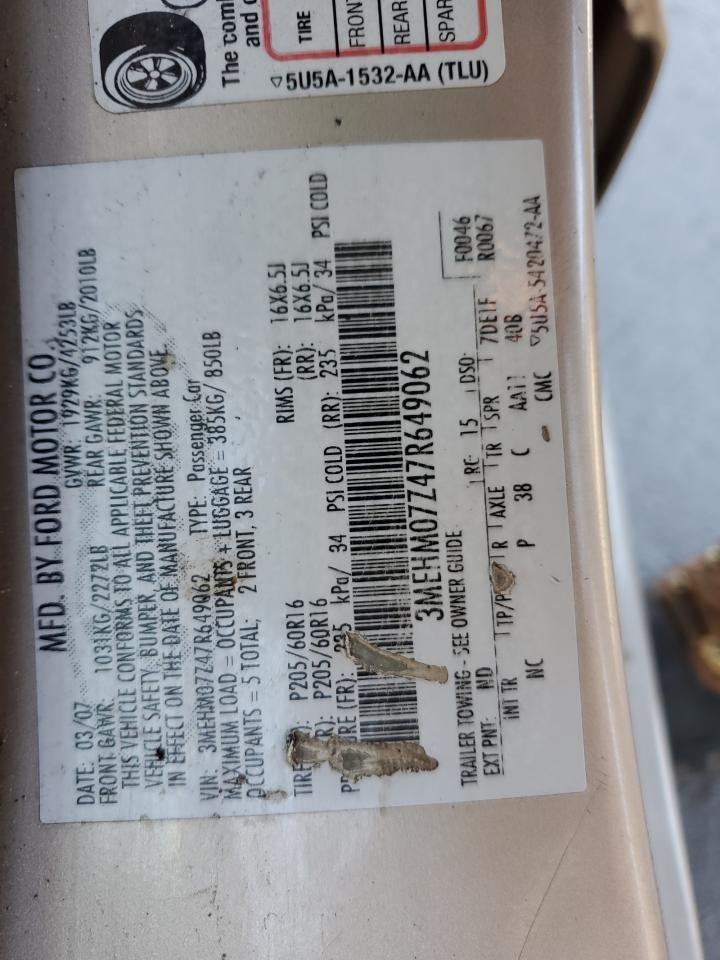 The comb
and c
TIRE
FRONT
REAR
SPAR
▽5U5A-1532-AA (TLU)
MFD. BY FORD MOTOR CO.
DATE: 03/07 GVWR: 1929KG/4253LB
FRONT GAWR: 1031KG/2272LB REAR GAWR: 912KG/2010LB
THIS VEHICLE CONFORMS TO ALL APPLICABLE FEDERAL MOTOR
VEHICLE SAFETY, BUMPER, AND THEFT PREVENTION STANDARDS
IN EFFECT ON THE DATE OF MANUFACTURE SHOWN ABOVE.
VIN: 3MEHM07Z47R649062 TYPE: Passenger Car
MAXIMUM LOAD = OCCUPANTS + LUGGAGE = 385KG/ 850LB
OCCUPANTS = 5 TOTAL; 2 FRONT, 3 REAR
TIRE P205/60R16 RIMS (FR): 16X6.5J
R): P205/60R16 (RR): 16X6.5J
RE (FR): 235 kPa/ 34 PSI COLD (RR): 235 kPa/ 34 PSI COLD
3MEHM07Z47R649062
TRAILER TOWING - SEE OWNER GUIDE F0046
EXT PNT: ND RC: 15 DSO: R0067
INT TR TP/P R AXLE TR SPR 7DE1F
NC P 38 C AA11 40B
CMC ▽5U5A-5420472-AA